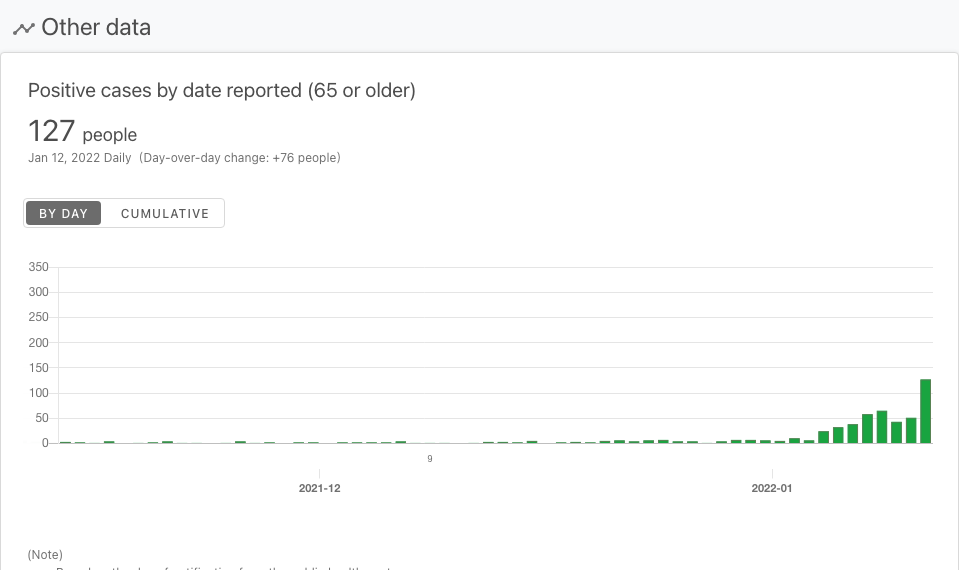 Other data
Positive cases by date reported (65 or older)
127 people
Jan 12, 2022 Daily (Day-over-day change: +76 people)
BY DAY CUMULATIVE
350
300
250
200
150
100
50
0
9
2021-12 2022-01
(Note)